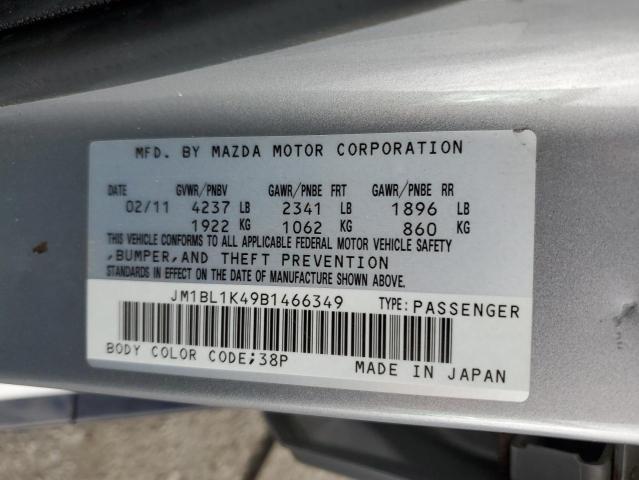 MFD. BY MAZDA MOTOR CORPORATION
DATE GVWR/PNBV GAWR/PNBE FRT GAWR/PNBE RR
02/11 4237 LB 2341 LB 1896 LB
1922 KG 1062 KG 860 KG
THIS VEHICLE CONFORMS TO ALL APPLICABLE FEDERAL MOTOR VEHICLE SAFETY
,BUMPER,AND THEFT PREVENTION
STANDARDS IN EFFECT ON THE DATE OF MANUFACTURE SHOWN ABOVE.
JM1BL1K49B1466349 TYPE:PASSENGER
BODY COLOR CODE;38P MADE IN JAPAN